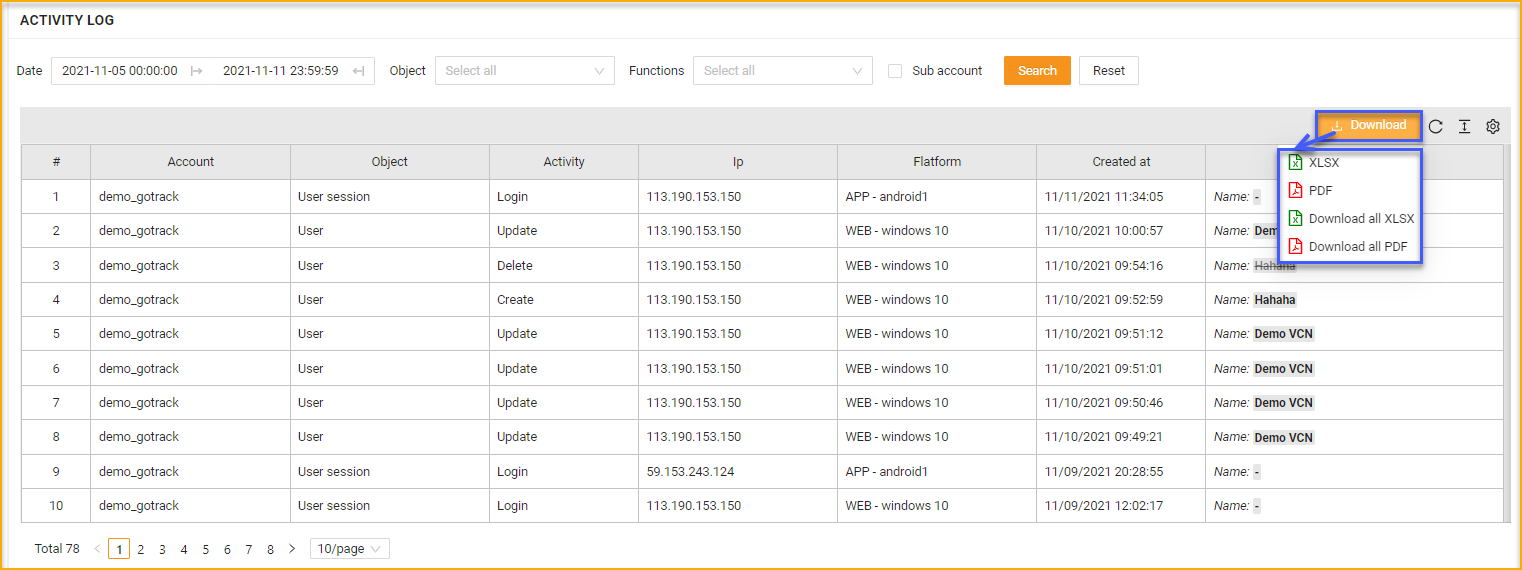 ACTIVITY LOG
Date 2021-11-05 00:00:00 2021-11-11 23:59:59 Object Select all Functions Select all Sub account Search Reset
Download
# Account Object Activity Ip Flatform Created at
XLSX
PDF
Download all XLSX
Download all PDF
1 demo_gotrack User session Login 113.190.153.150 APP - android1 11/11/2021 11:34:05 Name: -
2 demo_gotrack User Update 113.190.153.150 WEB - windows 10 11/10/2021 10:00:57 Name:
3 demo_gotrack User Delete 113.190.153.150 WEB - windows 10 11/10/2021 09:54:16 Name: Hahaha
4 demo_gotrack User Create 113.190.153.150 WEB - windows 10 11/10/2021 09:52:59 Name: Hahaha
5 demo_gotrack User Update 113.190.153.150 WEB - windows 10 11/10/2021 09:51:12 Name: Demo VCN
6 demo_gotrack User Update 113.190.153.150 WEB - windows 10 11/10/2021 09:51:01 Name: Demo VCN
7 demo_gotrack User Update 113.190.153.150 WEB - windows 10 11/10/2021 09:50:46 Name: Demo VCN
8 demo_gotrack User Update 113.190.153.150 WEB - windows 10 11/10/2021 09:49:21 Name: Demo VCN
9 demo_gotrack User session Login 59.153.243.124 APP - android1 11/09/2021 20:28:55 Name: -
10 demo_gotrack User session Login 113.190.153.150 APP - android1 11/09/2021 12:02:17 Name: -
Total 78 < 1 2 3 4 5 6 7 8 > 10/page